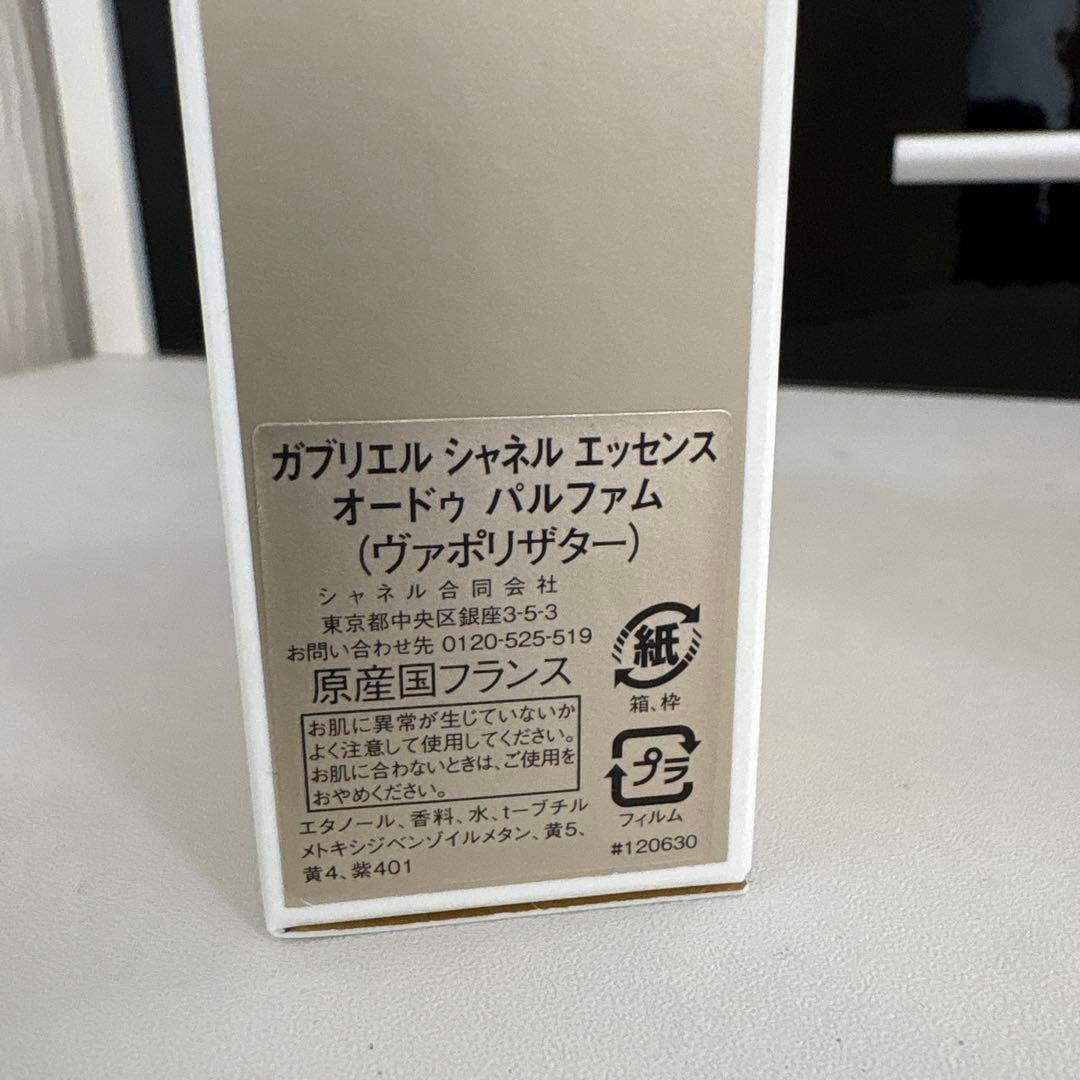 ガブリエル シャネル エッセンス
オードゥ パルファム
(ヴァポリザター)
シャネル合同会社
東京都中央区銀座3-5-3
お問い合わせ先 0120-525-519
原産国フランス
お肌に異常が生じていないか
よく注意して使用してください。
お肌に合わないときは、ご使用を
おやめください。
エタノール、香料、水、t-ブチル
メトキシジベンゾイルメタン、黄5、
黄4、紫401
紙
箱、枠
プラ
フィルム
#120630